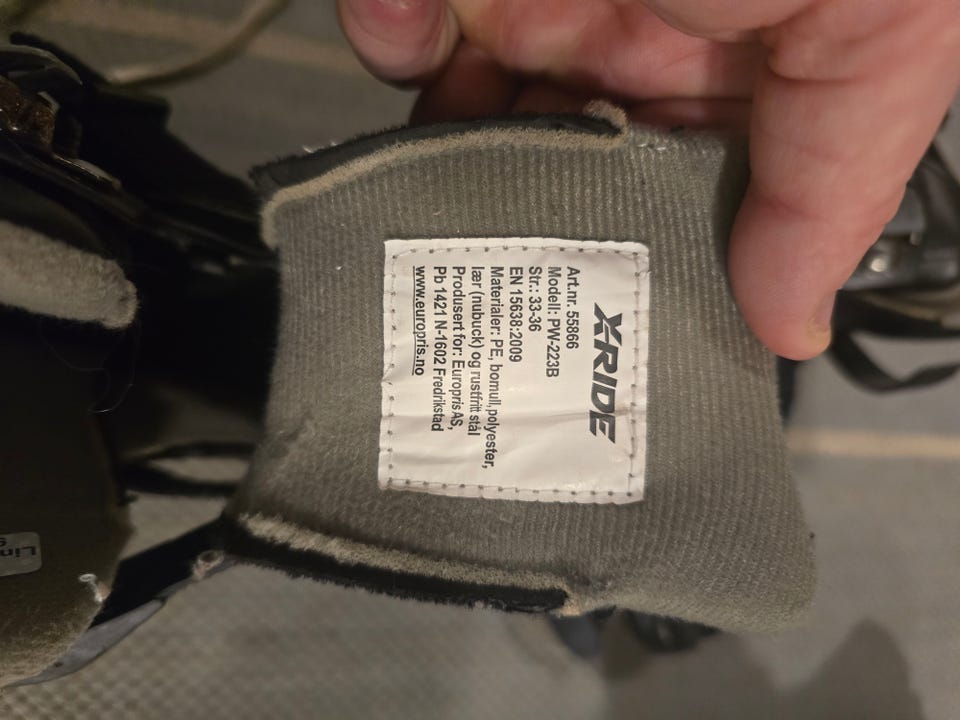 X-RIDE
Art.nr. 55866
Modell: PW-223B
Str.: 33-36
EN 15638:2009
Materialer: PE, bomull, polyester,
lær (nubuck) og rustfritt stål
Produsert for: Europris AS,
Pb 1421 N-1602 Fredrikstad
www.europris.no
Lin